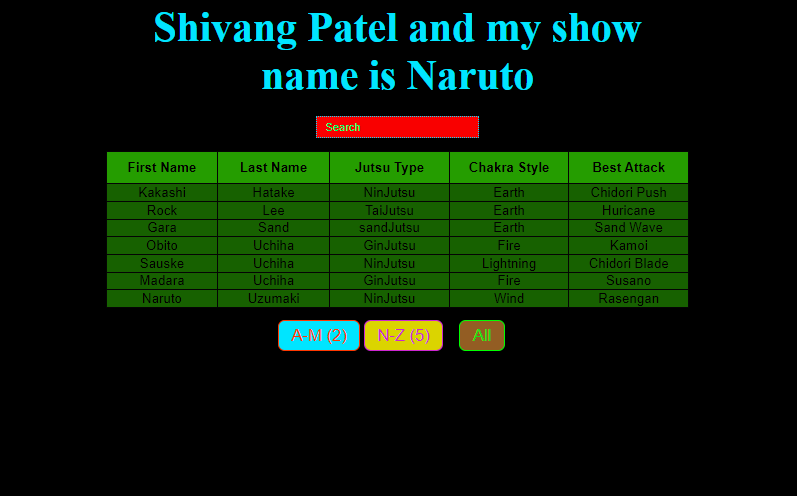 Shivang Patel and my show
name is Naruto
Search
First Name Last Name Jutsu Type Chakra Style Best Attack
Kakashi Hatake NinJutsu Earth Chidori Push
Rock Lee TaiJutsu Earth Huricane
Gara Sand sandJutsu Earth Sand Wave
Obito Uchiha GinJutsu Fire Kamoi
Sauske Uchiha NinJutsu Lightning Chidori Blade
Madara Uchiha GinJutsu Fire Susano
Naruto Uzumaki NinJutsu Wind Rasengan
A-M (2) N-Z (5) All